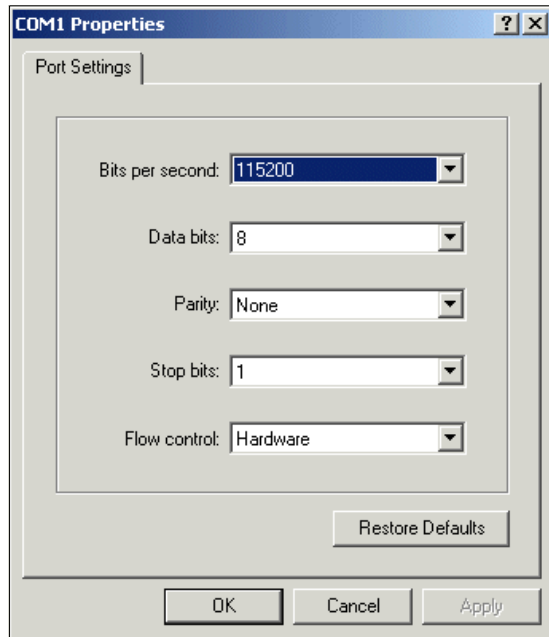 COM1 Properties
Port Settings
Bits per second: 115200
Data bits: 8
Parity: None
Stop bits: 1
Flow control: Hardware
Restore Defaults
OK Cancel Apply